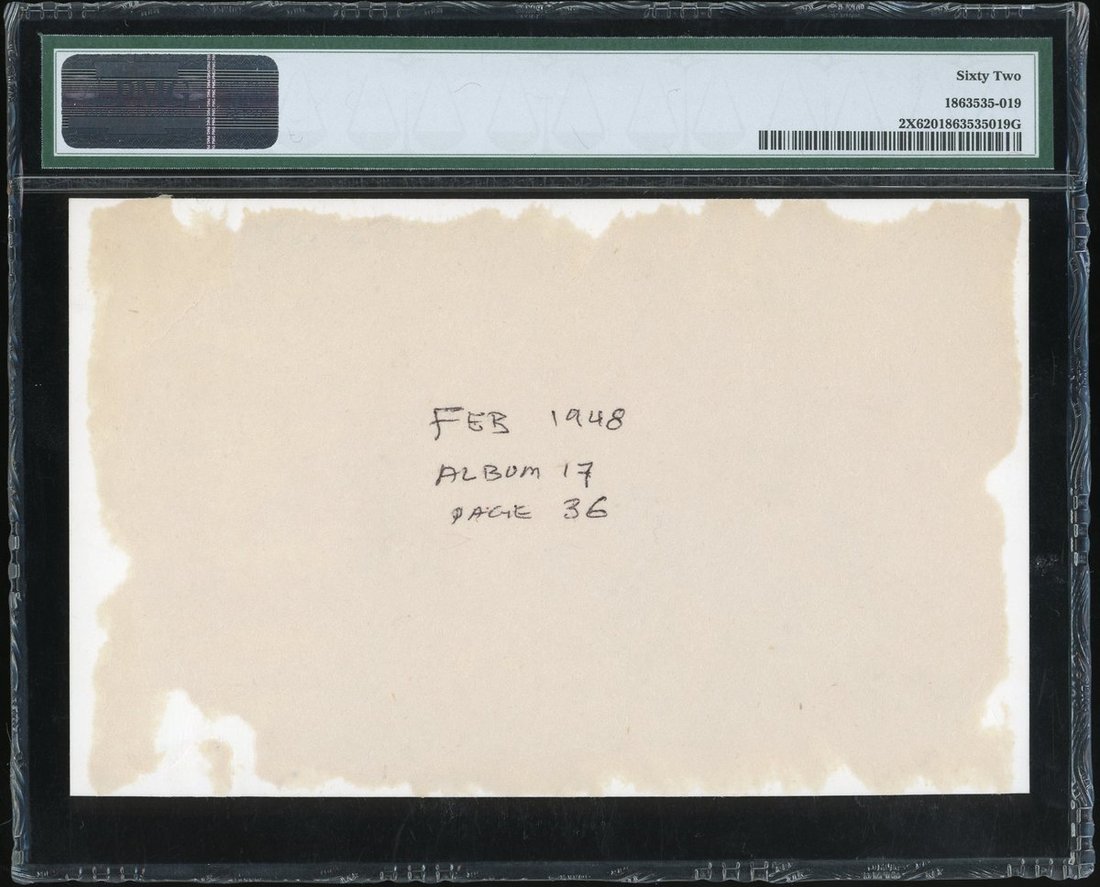 Sixty Two
1863535-019
2X6201863535019G
FEB 1948
ALBUM 17
PAGE 36